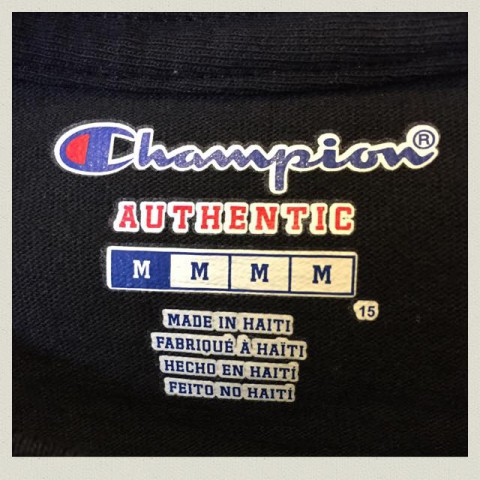 Champion®
AUTHENTIC
M M M M
15
MADE IN HAITI
FABRIQUÉ À HAÏTI
HECHO EN HAITÍ
FEITO NO HAITÍ